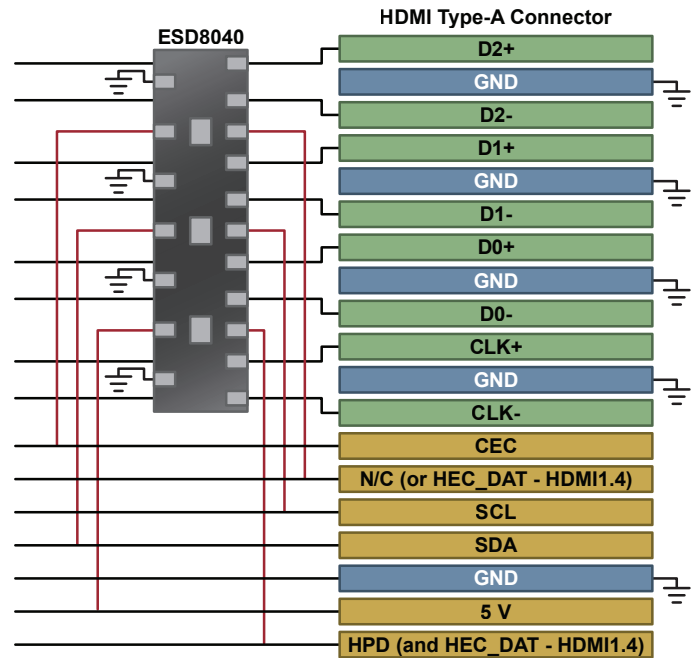 HDMI Type-A Connector
ESD8040
D2+
GND
D2-
D1+
GND
D1-
D0+
GND
D0-
CLK+
GND
CLK-
CEC
N/C (or HEC_DAT - HDMI1.4)
SCL
SDA
GND
5 V
HPD (and HEC_DAT - HDMI1.4)